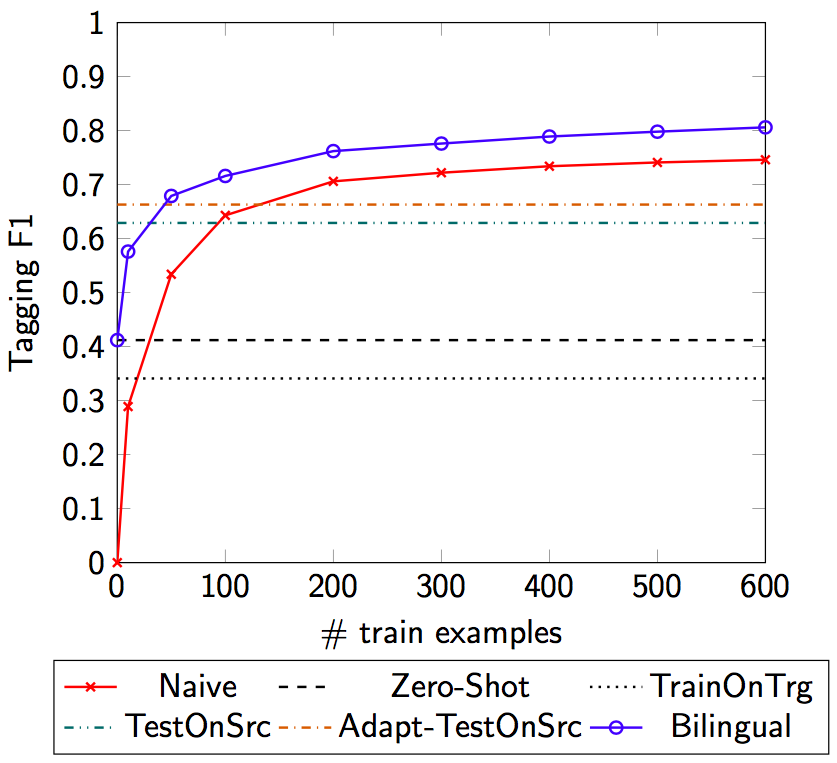 1
0.9
0.8
0.7
0.6
0.5
0.4
0.3
0.2
0.1
0
Tagging F1
0 100 200 300 400 500 600
# train examples
Naive Zero-Shot TrainOnTrg
TestOnSrc Adapt-TestOnSrc Bilingual